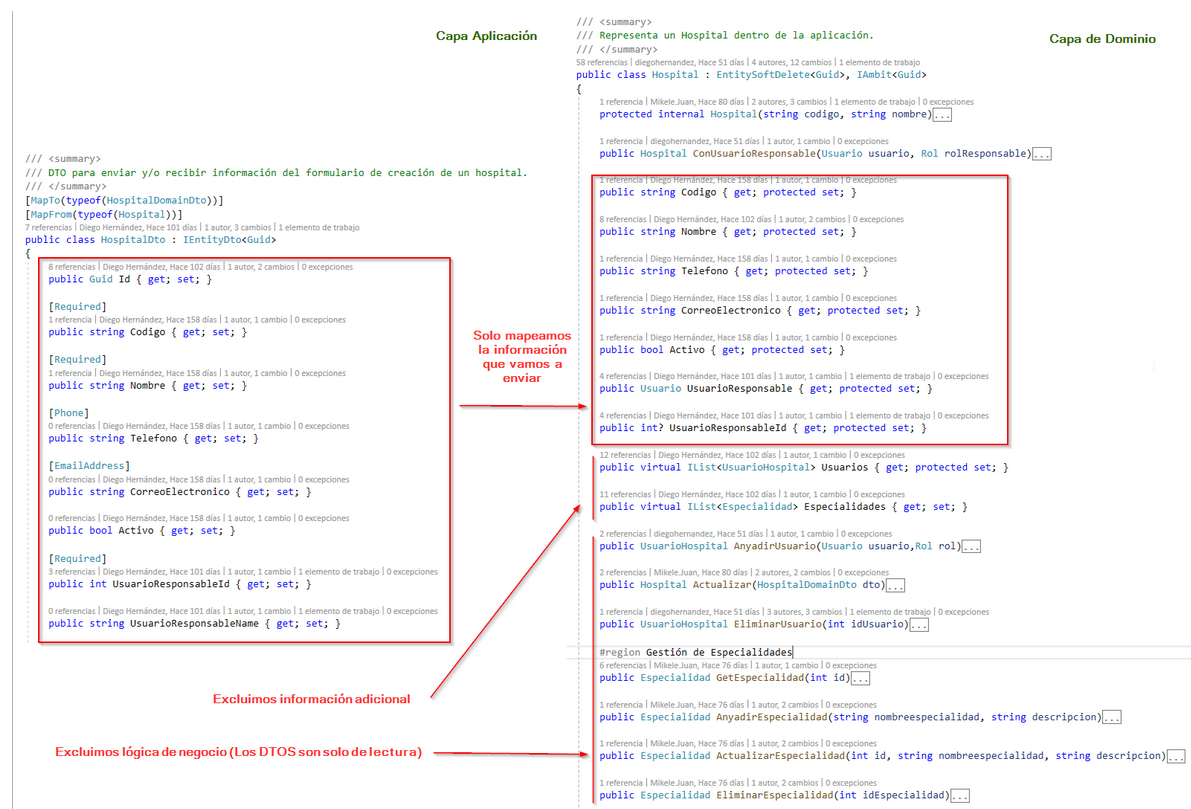 Capa Aplicación
/// <summary>
/// DTO para enviar y/o recibir información del formulario de creación de un hospital.
/// </summary>
[MapTo(typeof(HospitalDomainDto))]
[MapFrom(typeof(Hospital))]
7 referencias | Diego Hernández, Hace 101 días | 1 autor, 3 cambios | 1 elemento de trabajo
public class HospitalDto : IEntityDto<Guid>
{
8 referencias | Diego Hernández, Hace 102 días | 1 autor, 2 cambios | 0 excepciones
public Guid Id { get; set; }
[Required]
1 referencia | Diego Hernández, Hace 158 días | 1 autor, 1 cambio | 0 excepciones
public string Codigo { get; set; }
[Required]
1 referencia | Diego Hernández, Hace 158 días | 1 autor, 1 cambio | 0 excepciones
public string Nombre { get; set; }
[Phone]
0 referencias | Diego Hernández, Hace 158 días | 1 autor, 1 cambio | 0 excepciones
public string Telefono { get; set; }
[EmailAddress]
0 referencias | Diego Hernández, Hace 158 días | 1 autor, 1 cambio | 0 excepciones
public string CorreoElectronico { get; set; }
0 referencias | Diego Hernández, Hace 158 días | 1 autor, 1 cambio | 0 excepciones
public bool Activo { get; set; }
[Required]
3 referencias | Diego Hernández, Hace 101 días | 1 autor, 1 cambio | 1 elemento de trabajo | 0 excepciones
public int UsuarioResponsableId { get; set; }
0 referencias | Diego Hernández, Hace 101 días | 1 autor, 1 cambio | 1 elemento de trabajo | 0 excepciones
public string UsuarioResponsableName { get; set; }
Solo mapeamos
la información
que vamos a
enviar
Excluimos información adicional
Excluimos lógica de negocio (Los DTOS son solo de lectura)
Capa de Dominio
/// <summary>
/// Representa un Hospital dentro de la aplicación.
/// </summary>
58 referencias | diegohernandez, Hace 51 días | 4 autores, 12 cambios | 1 elemento de trabajo
public class Hospital : EntitySoftDelete<Guid>, IAmbit<Guid>
{
1 referencia | Mikele.Juan, Hace 80 días | 2 autores, 3 cambios | 1 elemento de trabajo | 0 excepciones
protected internal Hospital(string codigo, string nombre)...
1 referencia | diegohernandez, Hace 51 días | 1 autor, 1 cambio | 0 excepciones
public Hospital ConUsuarioResponsable(Usuario usuario, Rol rolResponsable)...
1 referencia | Diego Hernández, Hace 158 días | 1 autor, 1 cambio | 0 excepciones
public string Codigo { get; protected set; }
8 referencias | Diego Hernández, Hace 102 días | 1 autor, 2 cambios | 0 excepciones
public string Nombre { get; protected set; }
1 referencia | Diego Hernández, Hace 158 días | 1 autor, 1 cambio | 0 excepciones
public string Telefono { get; protected set; }
1 referencia | Diego Hernández, Hace 158 días | 1 autor, 1 cambio | 0 excepciones
public string CorreoElectronico { get; protected set; }
1 referencia | Diego Hernández, Hace 158 días | 1 autor, 1 cambio | 0 excepciones
public bool Activo { get; protected set; }
4 referencias | Diego Hernández, Hace 101 días | 1 autor, 1 cambio | 1 elemento de trabajo | 0 excepciones
public Usuario UsuarioResponsable { get; protected set; }
4 referencias | Diego Hernández, Hace 101 días | 1 autor, 1 cambio | 1 elemento de trabajo | 0 excepciones
public int? UsuarioResponsableId { get; protected set; }
12 referencias | Diego Hernández, Hace 102 días | 1 autor, 1 cambio | 0 excepciones
public virtual IList<UsuarioHospital> Usuarios { get; protected set; }
11 referencias | Diego Hernández, Hace 102 días | 1 autor, 1 cambio | 0 excepciones
public virtual IList<Especialidad> Especialidades { get; set; }
2 referencias | diegohernandez, Hace 51 días | 1 autor, 1 cambio | 0 excepciones
public UsuarioHospital AnyadirUsuario(Usuario usuario,Rol rol)...
2 referencias | Mikele.Juan, Hace 80 días | 2 autores, 2 cambios | 0 excepciones
public Hospital Actualizar(HospitalDomainDto dto)...
1 referencia | diegohernandez, Hace 51 días | 3 autores, 3 cambios | 1 elemento de trabajo | 0 excepciones
public UsuarioHospital EliminarUsuario(int idUsuario)...
#region Gestión de Especialidades
6 referencias | Mikele.Juan, Hace 76 días | 1 autor, 1 cambio | 0 excepciones
public Especialidad GetEspecialidad(int id)...
1 referencia | Mikele.Juan, Hace 76 días | 1 autor, 2 cambios | 0 excepciones
public Especialidad AnyadirEspecialidad(string nombreespecialidad, string descripcion)...
1 referencia | Mikele.Juan, Hace 76 días | 1 autor, 2 cambios | 0 excepciones
public Especialidad ActualizarEspecialidad(int id, string nombreespecialidad, string descripcion)...
1 referencia | Mikele.Juan, Hace 76 días | 1 autor, 2 cambios | 0 excepciones
public Especialidad EliminarEspecialidad(int idEspecialidad)...